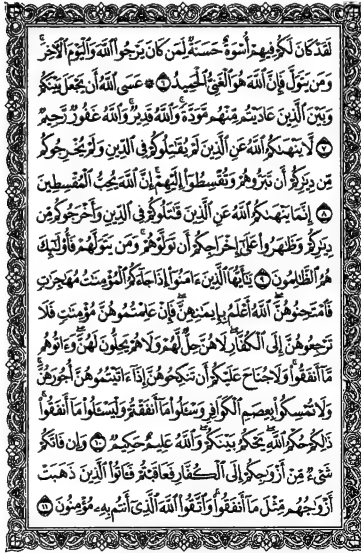 لَقَدْ كَانَ لَكُمْ فِيهِمْ أُسْوَةٌ حَسَنَةٌ لِّمَن كَانَ يَرْجُوا۟ ٱللَّهَ وَٱلْيَوْمَ ٱلْـَٔاخِرَ ۚ
وَمَن يَتَوَلَّ فَإِنَّ ٱللَّهَ هُوَ ٱلْغَنِىُّ ٱلْحَمِيدُ ٦ ۞ عَسَى ٱللَّهُ أَن يَجْعَلَ بَيْنَكُمْ
وَبَيْنَ ٱلَّذِينَ عَادَيْتُم مِّنْهُم مَّوَدَّةً ۚ وَٱللَّهُ قَدِيرٌ ۚ وَٱللَّهُ غَفُورٌ رَّحِيمٌ
٧ لَّا يَنْهَىٰكُمُ ٱللَّهُ عَنِ ٱلَّذِينَ لَمْ يُقَـٰتِلُوكُمْ فِى ٱلدِّينِ وَلَمْ يُخْرِجُوكُم
مِّن دِيَـٰرِكُمْ أَن تَبَرُّوهُمْ وَتُقْسِطُوٓا۟ إِلَيْهِمْ ۚ إِنَّ ٱللَّهَ يُحِبُّ ٱلْمُقْسِطِينَ
٨ إِنَّمَا يَنْهَىٰكُمُ ٱللَّهُ عَنِ ٱلَّذِينَ قَـٰتَلُوكُمْ فِى ٱلدِّينِ وَأَخْرَجُوكُم مِّن
دِيَـٰرِكُمْ وَظَـٰهَرُوا۟ عَلَىٰٓ إِخْرَاجِكُمْ أَن تَوَلَّوْهُمْ ۚ وَمَن يَتَوَلَّهُمْ فَأُو۟لَـٰٓئِكَ
هُمُ ٱلظَّـٰلِمُونَ ٩ يَـٰٓأَيُّهَا ٱلَّذِينَ ءَامَنُوٓا۟ إِذَا جَآءَكُمُ ٱلْمُؤْمِنَـٰتُ مُهَـٰجِرَٰتٍ
فَٱمْتَحِنُوهُنَّ ۖ ٱللَّهُ أَعْلَمُ بِإِيمَـٰنِهِنَّ ۖ فَإِنْ عَلِمْتُمُوهُنَّ مُؤْمِنَـٰتٍ فَلَا
تَرْجِعُوهُنَّ إِلَى ٱلْكُفَّارِ ۖ لَا هُنَّ حِلٌّ لَّهُمْ وَلَا هُمْ يَحِلُّونَ لَهُنَّ ۖ وَءَاتُوهُم
مَّآ أَنفَقُوا۟ ۚ وَلَا جُنَاحَ عَلَيْكُمْ أَن تَنكِحُوهُنَّ إِذَآ ءَاتَيْتُمُوهُنَّ أُجُورَهُنَّ ۚ
وَلَا تُمْسِكُوا۟ بِعِصَمِ ٱلْكَوَافِرِ وَسْـَٔلُوا۟ مَآ أَنفَقْتُمْ وَلْيَسْـَٔلُوا۟ مَآ أَنفَقُوا۟ ۚ
ذَٰلِكُمْ حُكْمُ ٱللَّهِ ۖ يَحْكُمُ بَيْنَكُمْ ۚ وَٱللَّهُ عَلِيمٌ حَكِيمٌ ١٠ وَإِن فَاتَكُمْ
شَىْءٌ مِّنْ أَزْوَٰجِكُمْ إِلَى ٱلْكُفَّارِ فَعَاقَبْتُمْ فَـَٔاتُوا۟ ٱلَّذِينَ ذَهَبَتْ
أَزْوَٰجُهُم مِّثْلَ مَآ أَنفَقُوا۟ ۚ وَٱتَّقُوا۟ ٱللَّهَ ٱلَّذِىٓ أَنتُم بِهِۦ مُؤْمِنُونَ ١١